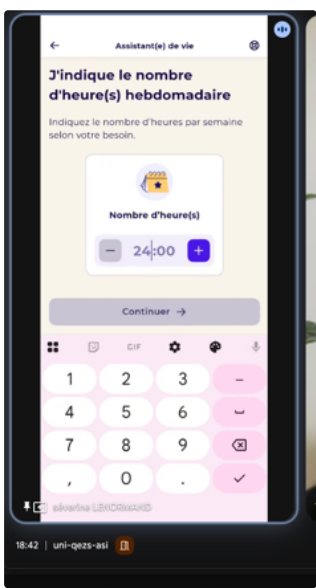 Assistant(e) de vie
J'indique le nombre
d'heure(s) hebdomadaire
Indiquez le nombre d'heures par semaine
selon votre besoin.
Nombre d'heure(s)
24:00
Continuer →
GIF
1 2 3 -
4 5 6
7 8 9
, 0 .
séverine LENORMAND
18:42 | uni-qezs-asi